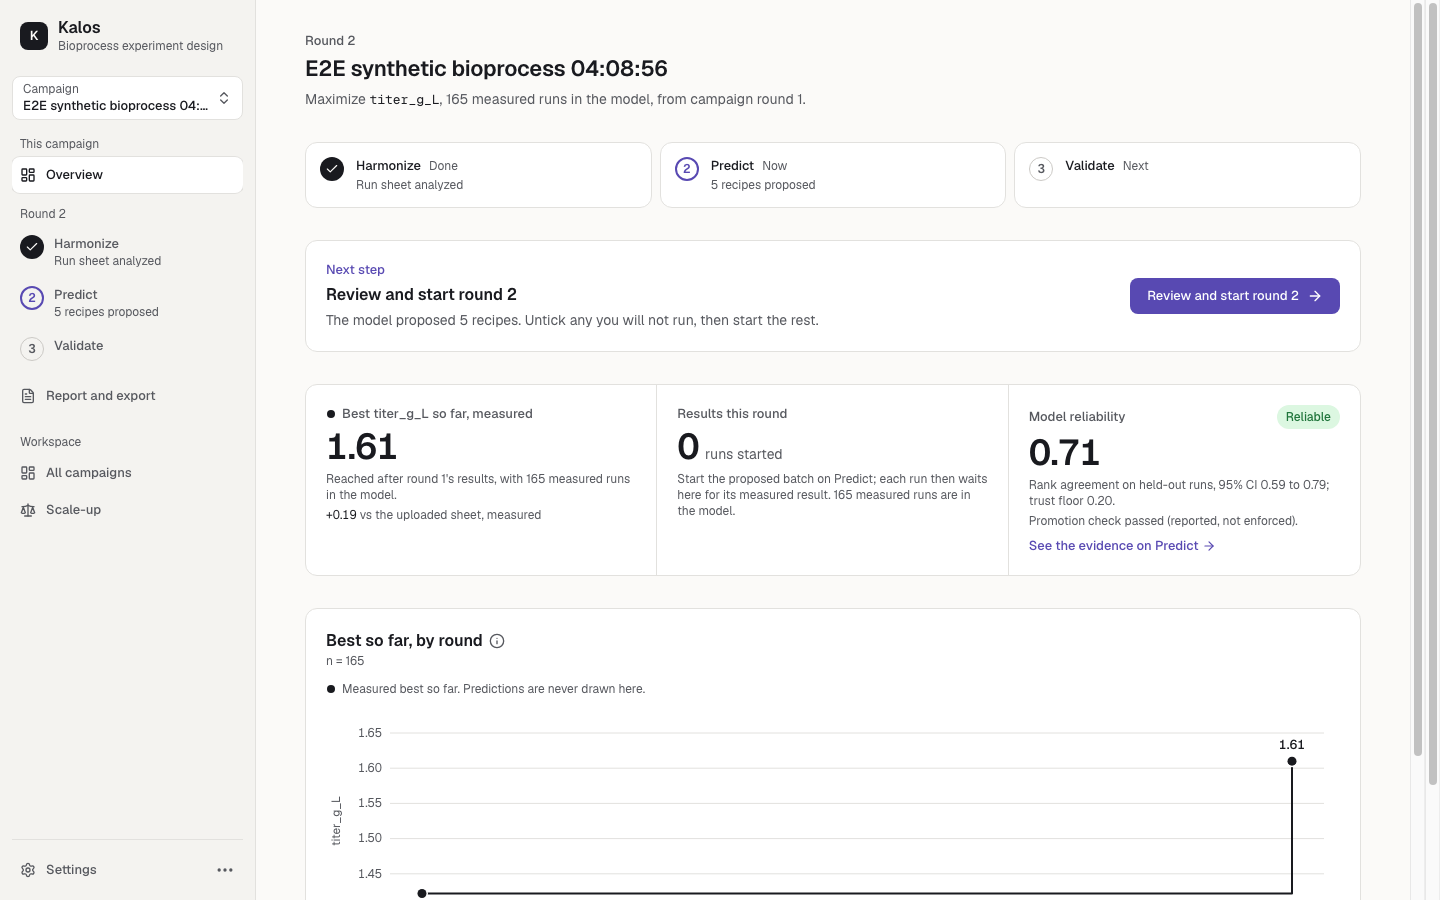 K
Kalos
Bioprocess experiment design
Campaign
E2E synthetic bioprocess 04:...
This campaign
Overview
Round 2
Harmonize
Run sheet analyzed
2
Predict
5 recipes proposed
3
Validate
Report and export
Workspace
All campaigns
Scale-up
Settings
Round 2
E2E synthetic bioprocess 04:08:56
Maximize titer_g_L, 165 measured runs in the model, from campaign round 1.
Harmonize Done
Run sheet analyzed
2
Predict Now
5 recipes proposed
3
Validate Next
Next step
Review and start round 2
The model proposed 5 recipes. Untick any you will not run, then start the rest.
Review and start round 2
Best titer_g_L so far, measured
1.61
Reached after round 1's results, with 165 measured runs
in the model.
+0.19 vs the uploaded sheet, measured
Results this round
0 runs started
Start the proposed batch on Predict; each run then waits
here for its measured result. 165 measured runs are in
the model.
Model reliability
Reliable
0.71
Rank agreement on held-out runs, 95% CI 0.59 to 0.79;
trust floor 0.20.
Promotion check passed (reported, not enforced).
See the evidence on Predict
Best so far, by round
n = 165
Measured best so far. Predictions are never drawn here.
1.65
1.61
1.60
1.55
titer_g_L
1.50
1.45